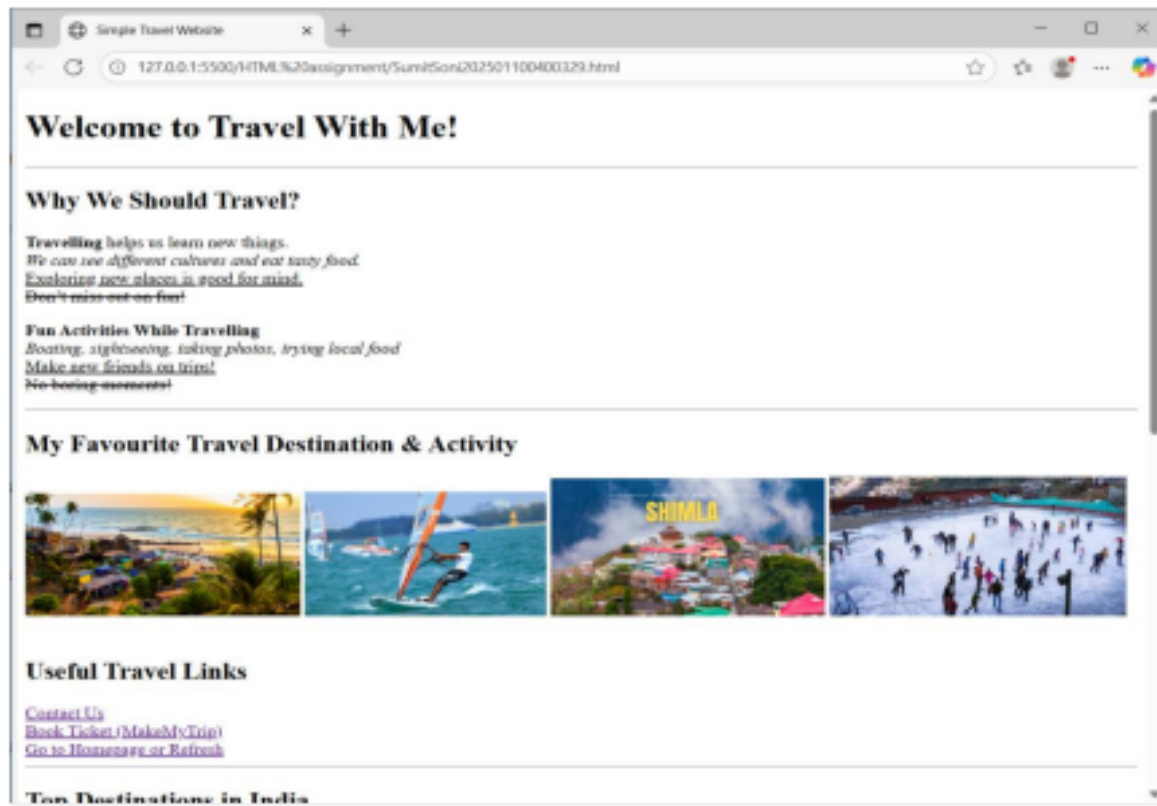 Simple Travel Website
127.0.0.1:5500/HTML%20assignment/SumitSoni202501100400329.html
Welcome to Travel With Me!
Why We Should Travel?
Travelling helps us learn new things.
We can see different cultures and eat tasty food.
Exploring new places is good for mind.
Don't miss out on fun!
Fun Activities While Travelling
Boating, sightseeing, taking photos, trying local food
Make new friends on trips!
No boring moments!
My Favourite Travel Destination & Activity
SHIMLA
Useful Travel Links
Contact Us
Book Ticket (MakeMyTrip)
Go to Homepage or Refresh
Top Destinations in India